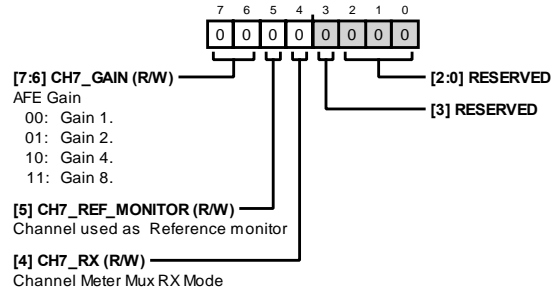 7 6 5 4 3 2 1 0
0 0 0 0 0 0 0 0
[7:6] CH7_GAIN (R/W)
AFE Gain
00: Gain 1.
01: Gain 2.
10: Gain 4.
11: Gain 8.
[5] CH7_REF_MONITOR (R/W)
Channel used as Reference monitor
[4] CH7_RX (R/W)
Channel Meter Mux RX Mode
[2:0] RESERVED
[3] RESERVED